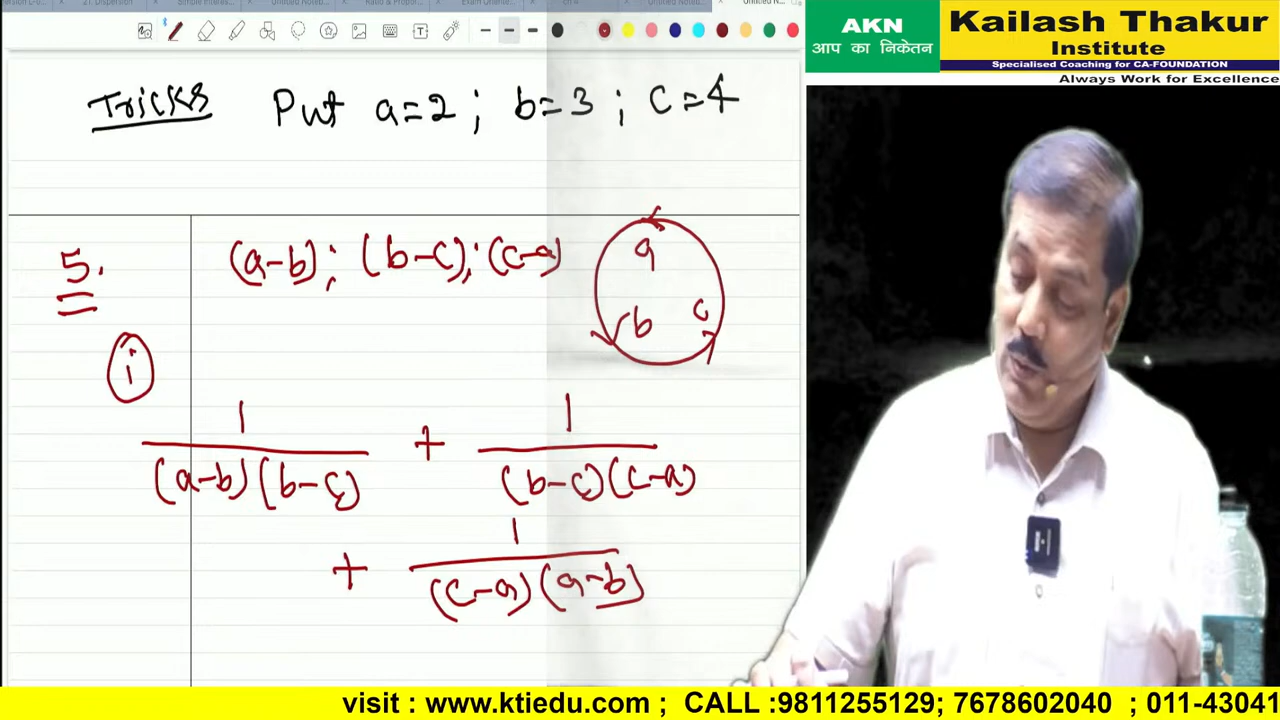 AKN
आप का निकेतन
Kailash Thakur
Institute
Specialised Coaching for CA-FOUNDATION
Always Work for Excellence
Tricks Put a=2 ; b=3 ; c=4
5. (a-b) ; (b-c) ; (c-a)
a
b c
i
1/((a-b)(b-c)) + 1/((b-c)(c-a))
+ 1/((c-a)(a-b))
visit : www.ktiedu.com ; CALL :9811255129; 7678602040 ; 011-43041